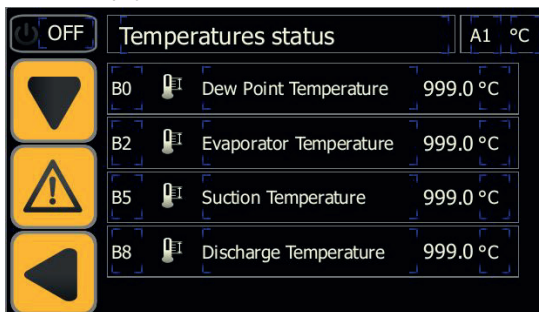 OFF Temperatures status A1 °C
B0 Dew Point Temperature 999.0 °C
B2 Evaporator Temperature 999.0 °C
B5 Suction Temperature 999.0 °C
B8 Discharge Temperature 999.0 °C